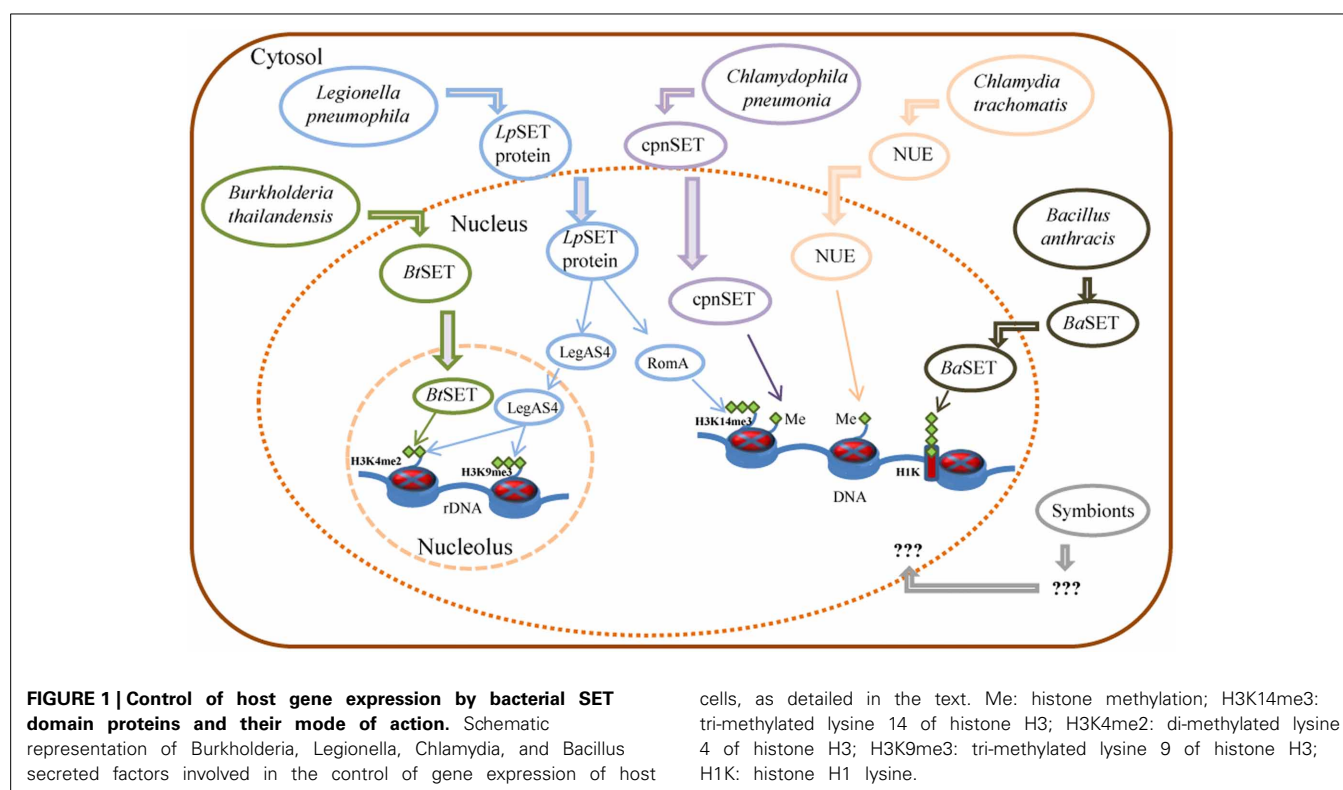 Cytosol
Legionella
pneumophila
LpSET
protein
Chlamydophila
pneumonia
cpnSET
Chlamydia
trachomatis
NUE
Burkholderia
thailandensis
Nucleus
BtSET
LpSET
protein
cpnSET
NUE
Bacillus
anthracis
BaSET
BaSET
LegAS4
RomA
BtSET
LegAS4
H3K14me3
Me
Me
H3K4me2
H3K9me3
rDNA
DNA
H1K
Nucleolus
Symbionts
???
???
FIGURE 1 | Control of host gene expression by bacterial SET
domain proteins and their mode of action. Schematic
representation of Burkholderia, Legionella, Chlamydia, and Bacillus
secreted factors involved in the control of gene expression of host
cells, as detailed in the text. Me: histone methylation; H3K14me3:
tri-methylated lysine 14 of histone H3; H3K4me2: di-methylated lysine
4 of histone H3; H3K9me3: tri-methylated lysine 9 of histone H3;
H1K: histone H1 lysine.